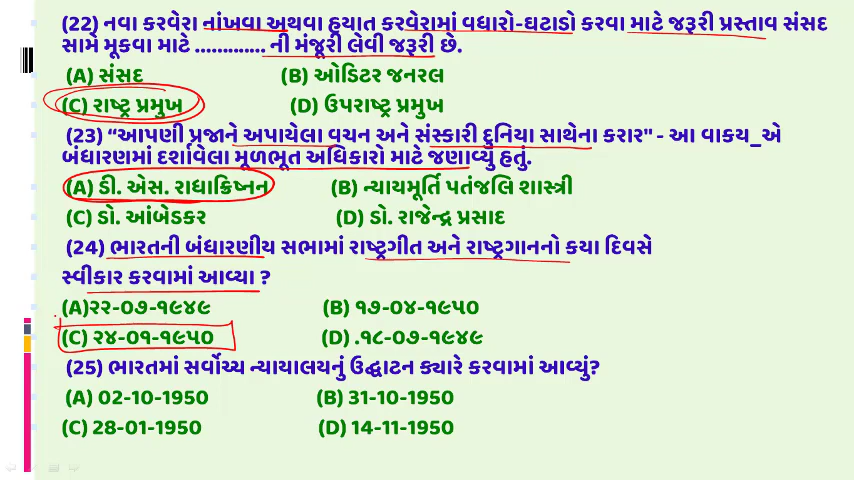 (22) નવા કરવેરા નાંખવા અથવા હયાત કરવેરામાં વધારો-ઘટાડો કરવા માટે જરૂરી પ્રસ્તાવ સંસદ
સામે મૂકવા માટે ............. ની મંજૂરી લેવી જરૂરી છે.
(A) સંસદ (B) ઓડિટર જનરલ
(C) રાષ્ટ્ર પ્રમુખ (D) ઉપરાષ્ટ્ર પ્રમુખ
(23) “આપણી પ્રજાને અપાયેલા વચન અને સંસ્કારી દુનિયા સાથેના કરાર" - આ વાક્ય_એ
બંધારણમાં દર્શાવેલા મૂળભૂત અધિકારો માટે જણાવ્યુ હતું.
(A) ડી. એસ. રાધાક્રિષ્નન (B) ન્યાયમૂર્તિ પતંજલિ શાસ્ત્રી
(C) ડો. આંબેડકર (D) ડો. રાજેન્દ્ર પ્રસાદ
(24) ભારતની બંધારણીય સભામાં રાષ્ટ્રગીત અને રાષ્ટ્રગાનનો કયા દિવસે
સ્વીકાર કરવામાં આવ્યા ?
(A)૨૨-૦૭-૧૯૪૯ (B) ૧૭-૦૪-૧૯૫૦
(C) ૨૪-૦૧-૧૯૫૦ (D) .૧૮-૦૭-૧૯૪૯
(25) ભારતમાં સર્વોચ્ચ ન્યાયાલયનું ઉદ્ઘાટન ક્યારે કરવામાં આવ્યું?
(A) 02-10-1950 (B) 31-10-1950
(C) 28-01-1950 (D) 14-11-1950